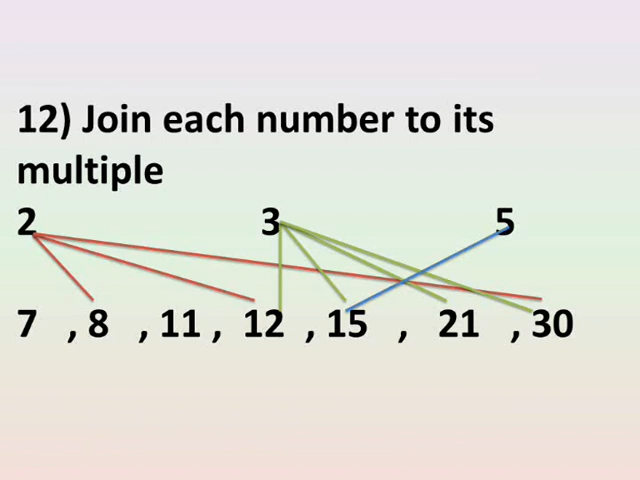 12) Join each number to its
multiple
2 3 5
7 , 8 , 11 , 12 , 15 , 21 , 30